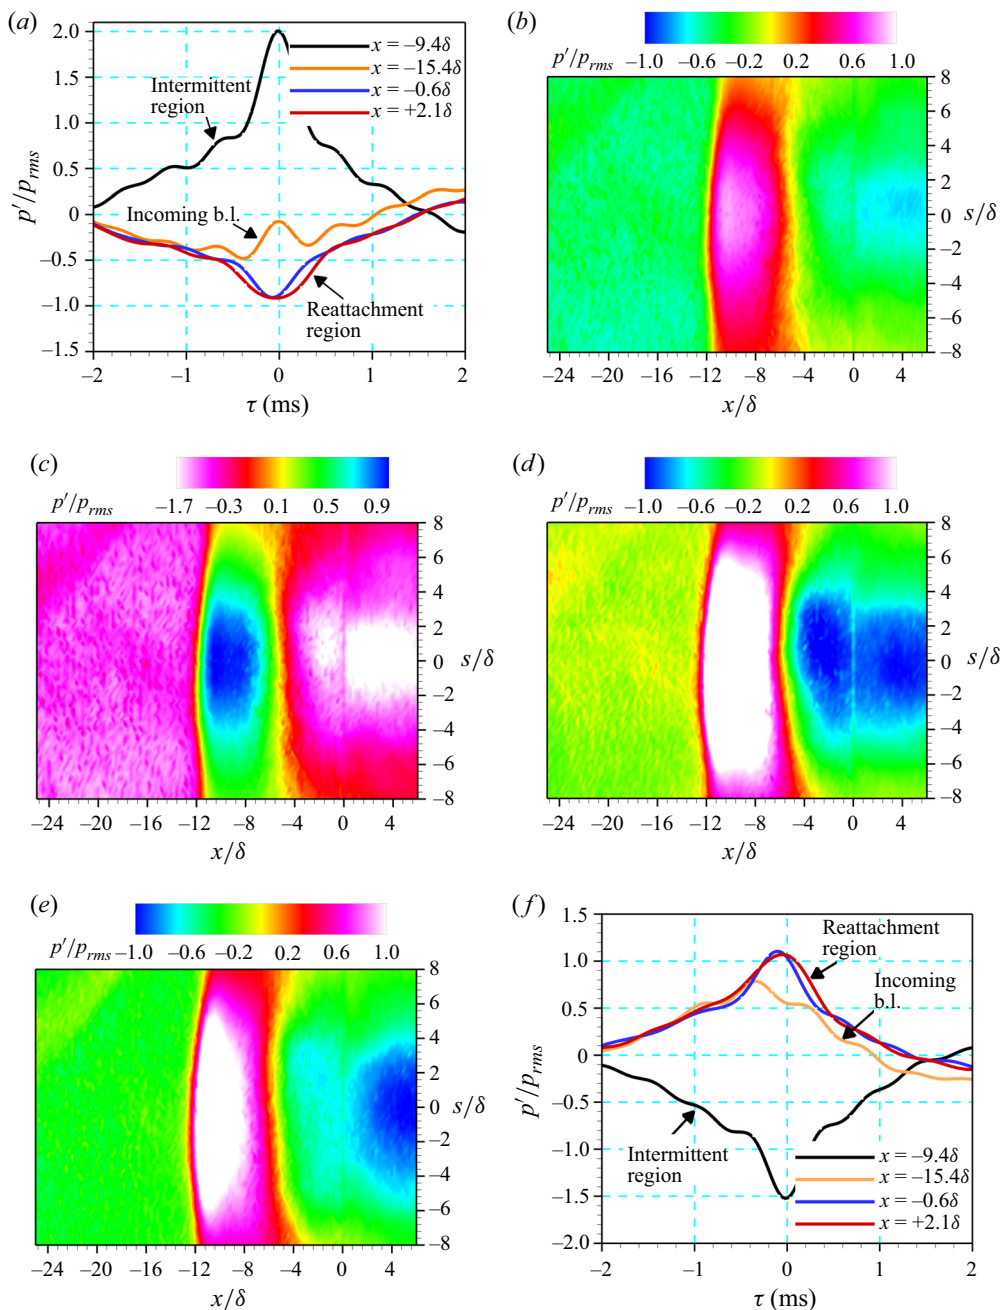 (a)
2.0
1.5
1.0
0.5
0
−0.5
−1.0
−1.5
p′/p_rms
x = −9.4δ
x = −15.4δ
x = −0.6δ
x = +2.1δ
Intermittent
region
Incoming b.l.
Reattachment
region
−2 −1 0 1 2
τ (ms)
(b)
p′/p_rms −1.0 −0.6 −0.2 0.2 0.6 1.0
8
6
4
2
0 s/δ
−2
−4
−6
−8
−24 −20 −16 −12 −8 −4 0 4
x/δ
(c)
p′/p_rms −1.7 −0.3 0.1 0.5 0.9
8
6
4
2
0 s/δ
−2
−4
−6
−8
−24 −20 −16 −12 −8 −4 0 4
x/δ
(d)
p′/p_rms −1.0 −0.6 −0.2 0.2 0.6 1.0
8
6
4
2
0 s/δ
−2
−4
−6
−8
−24 −20 −16 −12 −8 −4 0 4
x/δ
(e)
p′/p_rms −1.0 −0.6 −0.2 0.2 0.6 1.0
8
6
4
2
0 s/δ
−2
−4
−6
−8
−24 −20 −16 −12 −8 −4 0 4
x/δ
(f)
1.5
1.0
0.5
0
−0.5
−1.0
−1.5
−2.0
p′/p_rms
Reattachment
region
Incoming
b.l.
Intermittent
region
x = −9.4δ
x = −15.4δ
x = −0.6δ
x = +2.1δ
−2 −1 0 1 2
τ (ms)